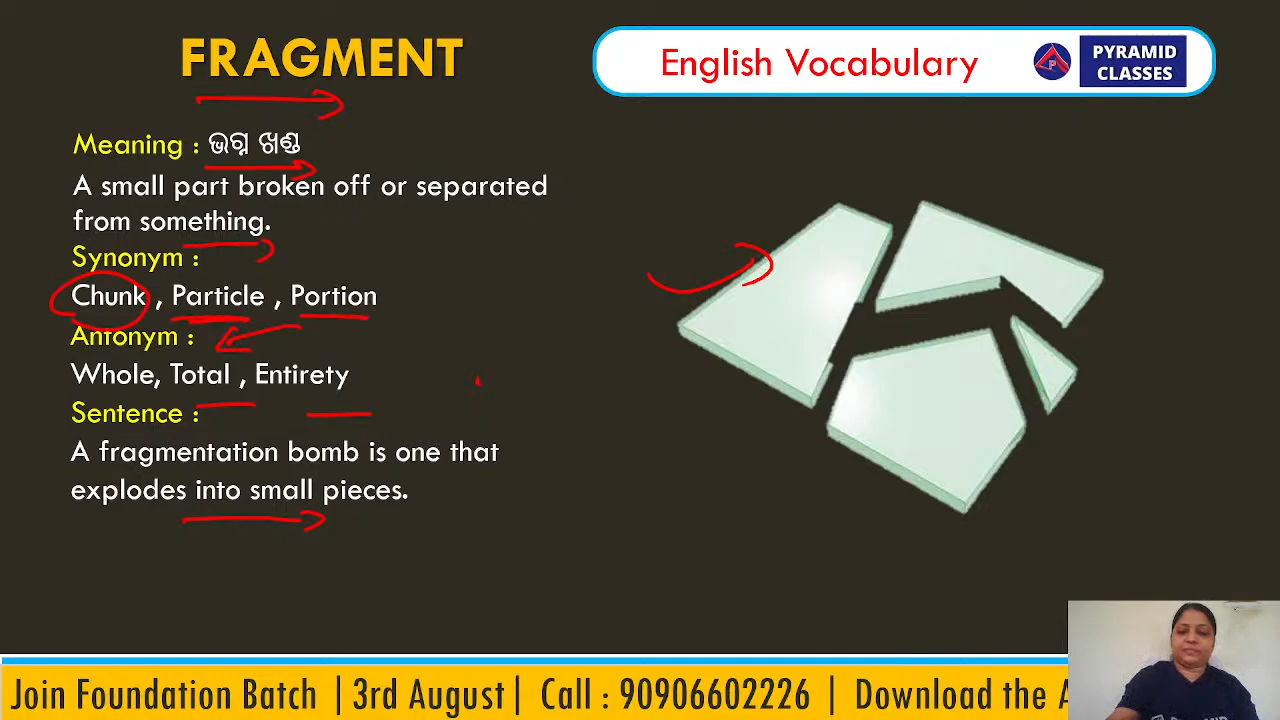 FRAGMENT
English Vocabulary
PYRAMID
CLASSES
Meaning : ଭଗ୍ନ ଖଣ୍ଡ
A small part broken off or separated
from something.
Synonym :
Chunk , Particle , Portion
Antonym :
Whole, Total , Entirety
Sentence :
A fragmentation bomb is one that
explodes into small pieces.
Join Foundation Batch |3rd August| Call : 90906602226 | Download the A